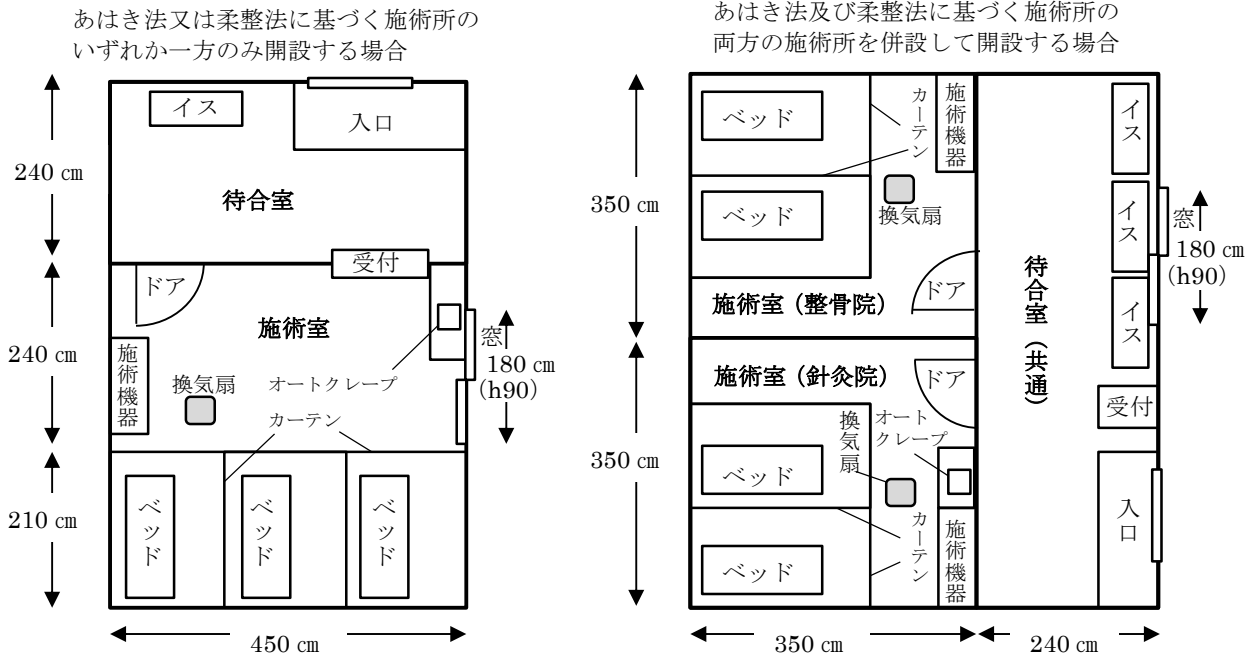 あはき法又は柔整法に基づく施術所の
いずれか一方のみ開設する場合
イス
入口
240 ㎝
待合室
受付
ドア
施術室
240 ㎝
窓
180 ㎝
(h90)
施術機器
換気扇
オートクレープ
カーテン
210 ㎝
ベッド
ベッド
ベッド
450 ㎝
あはき法及び柔整法に基づく施術所の
両方の施術所を併設して開設する場合
ベッド
カーテン
施術機器
イス
350 ㎝
ベッド
換気扇
イス
窓
180 ㎝
(h90)
施術室（整骨院）
ドア
待合室（共通）
イス
施術室（針灸院）
ドア
受付
350 ㎝
ベッド
換気扇
オート
クレープ
ベッド
カーテン
施術機器
入口
350 ㎝
240 ㎝